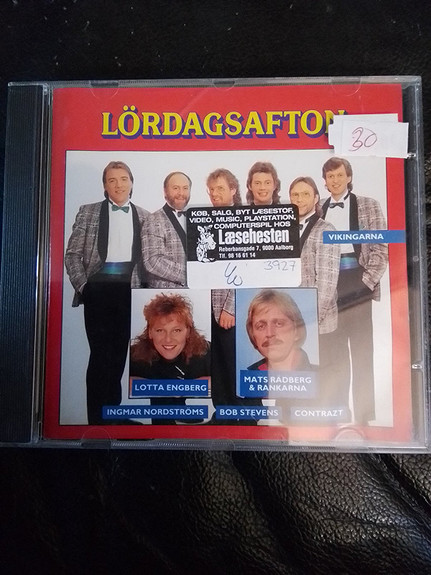 LÖRDAGSAFTON
30
KØB, SALG, BYT LÆSESTOF,
VIDEO, MUSIC, PLAYSTATION,
COMPUTERSPIL HOS
Læsehesten
Reberbansgade 7, 9000 Aalborg
Tlf. 98 16 61 14
3927
VIKINGARNA
LOTTA ENGBERG
MATS RÅDBERG
& RANKARNA
INGMAR NORDSTRÖMS
BOB STEVENS
CONTRAZT